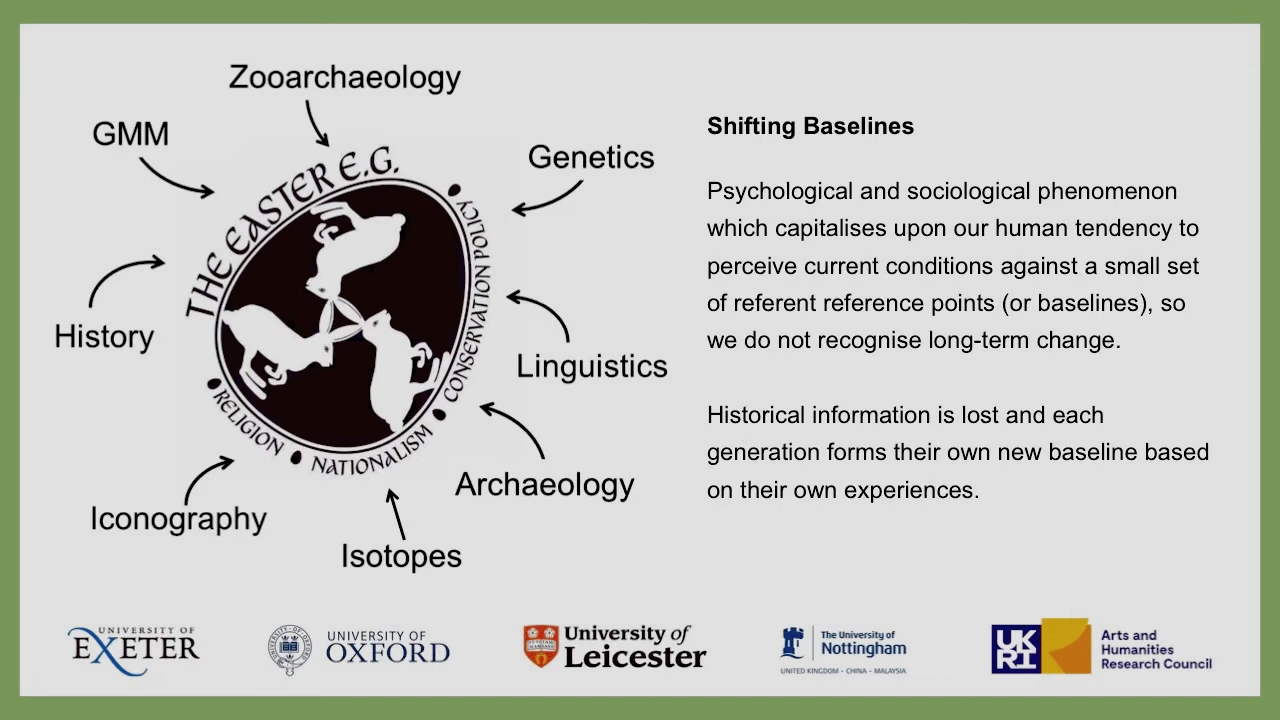 Zooarchaeology
GMM
Genetics
THE EASTER E.G.
CONSERVATION POLICY
NATIONALISM
RELIGION
History
Linguistics
Archaeology
Iconography
Isotopes
Shifting Baselines
Psychological and sociological phenomenon
which capitalises upon our human tendency to
perceive current conditions against a small set
of referent reference points (or baselines), so
we do not recognise long-term change.
Historical information is lost and each
generation forms their own new baseline based
on their own experiences.
UNIVERSITY OF
EXETER
UNIVERSITY OF
OXFORD
University of
Leicester
The University of
Nottingham
UNITED KINGDOM · CHINA · MALAYSIA
UK
RI
Arts and
Humanities
Research Council